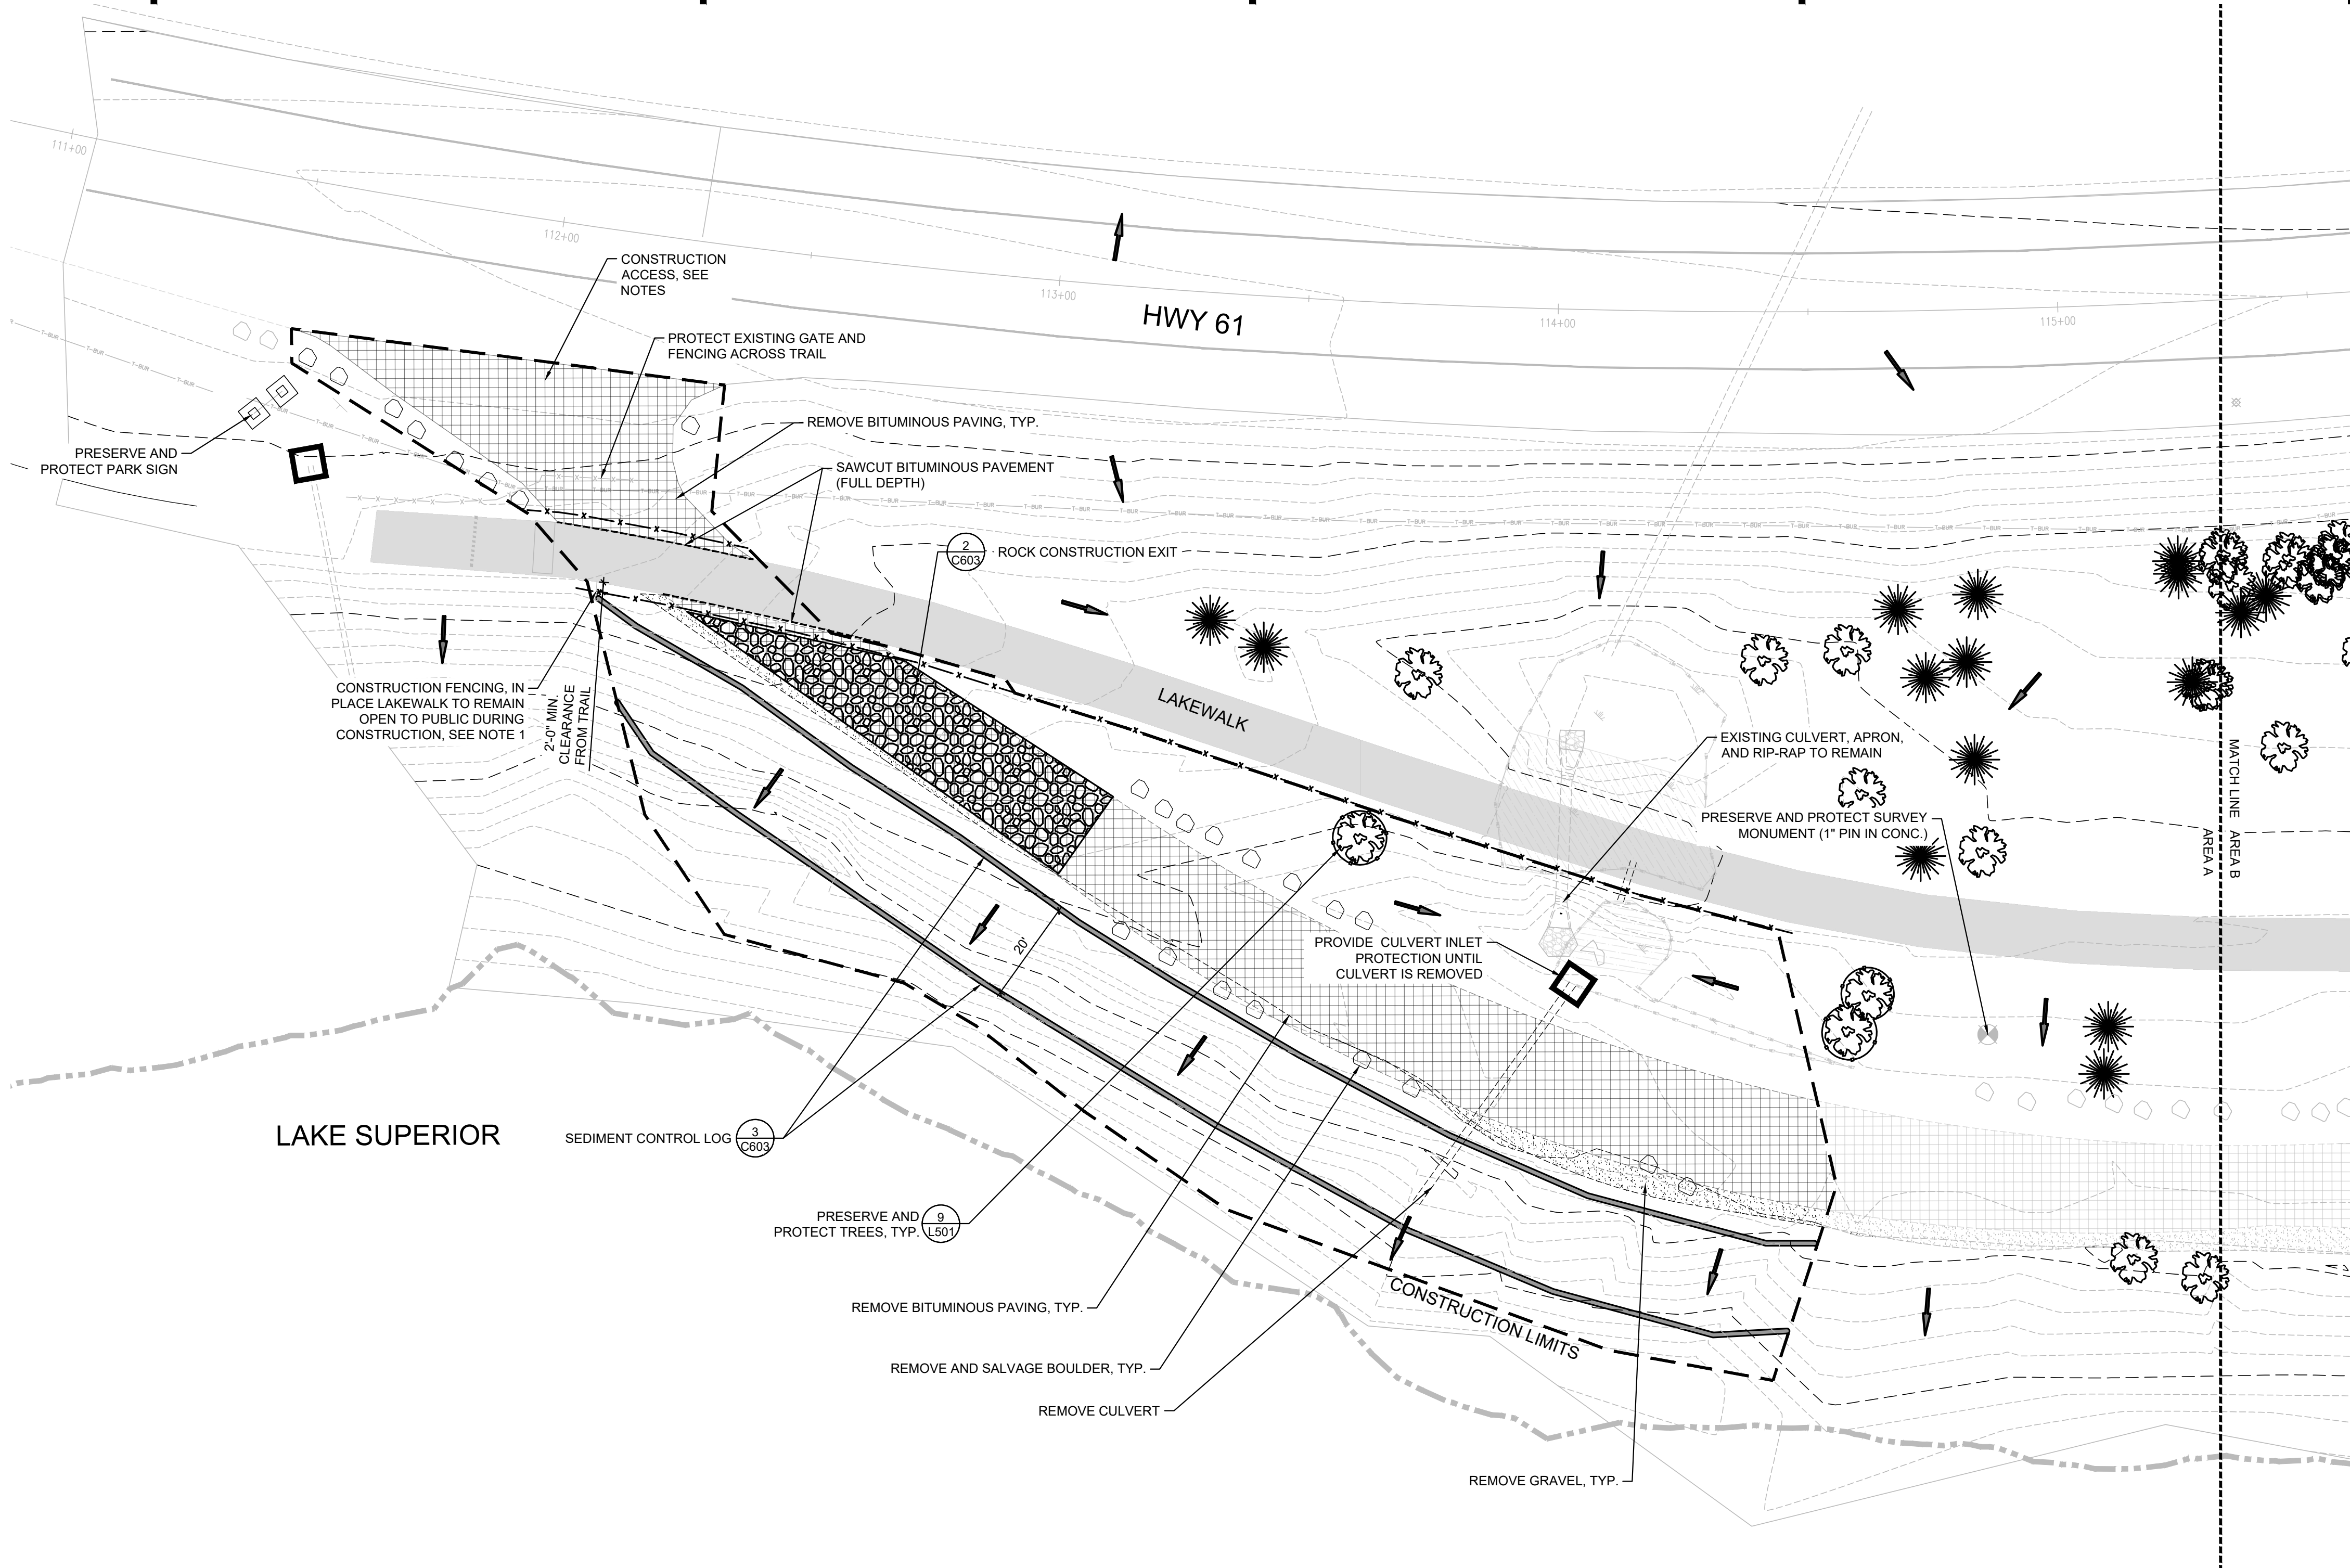 111+00
112+00
113+00
114+00
115+00
HWY 61
CONSTRUCTION
ACCESS, SEE
NOTES
PROTECT EXISTING GATE AND
FENCING ACROSS TRAIL
REMOVE BITUMINOUS PAVING, TYP.
PRESERVE AND
PROTECT PARK SIGN
SAWCUT BITUMINOUS PAVEMENT
(FULL DEPTH)
2
C603
ROCK CONSTRUCTION EXIT
CONSTRUCTION FENCING, IN
PLACE LAKEWALK TO REMAIN
OPEN TO PUBLIC DURING
CONSTRUCTION, SEE NOTE 1
2'-0" MIN.
CLEARANCE
FROM TRAIL
LAKEWALK
EXISTING CULVERT, APRON,
AND RIP-RAP TO REMAIN
PRESERVE AND PROTECT SURVEY
MONUMENT (1" PIN IN CONC.)
MATCH LINE AREA B
AREA A
20'
PROVIDE CULVERT INLET
PROTECTION UNTIL
CULVERT IS REMOVED
LAKE SUPERIOR
SEDIMENT CONTROL LOG
3
C603
PRESERVE AND
PROTECT TREES, TYP.
9
L501
REMOVE BITUMINOUS PAVING, TYP.
CONSTRUCTION LIMITS
REMOVE AND SALVAGE BOULDER, TYP.
REMOVE CULVERT
REMOVE GRAVEL, TYP.